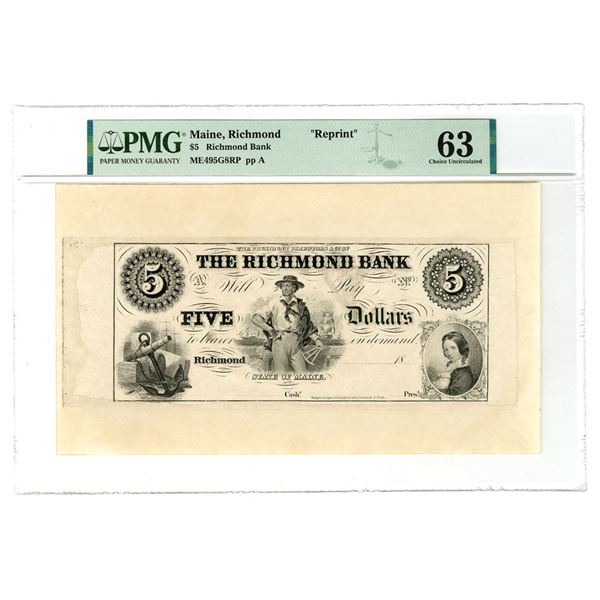 PMG
PAPER MONEY GUARANTY
Maine, Richmond "Reprint"
$5 Richmond Bank
ME495G8RP pp A
63
Choice Uncirculated
THE PRESIDENT DIRECTORS & CO. OF
THE RICHMOND BANK
5 A Will Pay No. 5
FIVE Dollars
to bearer on demand
Richmond 18
STATE OF MAINE.
Cashr. Prest.